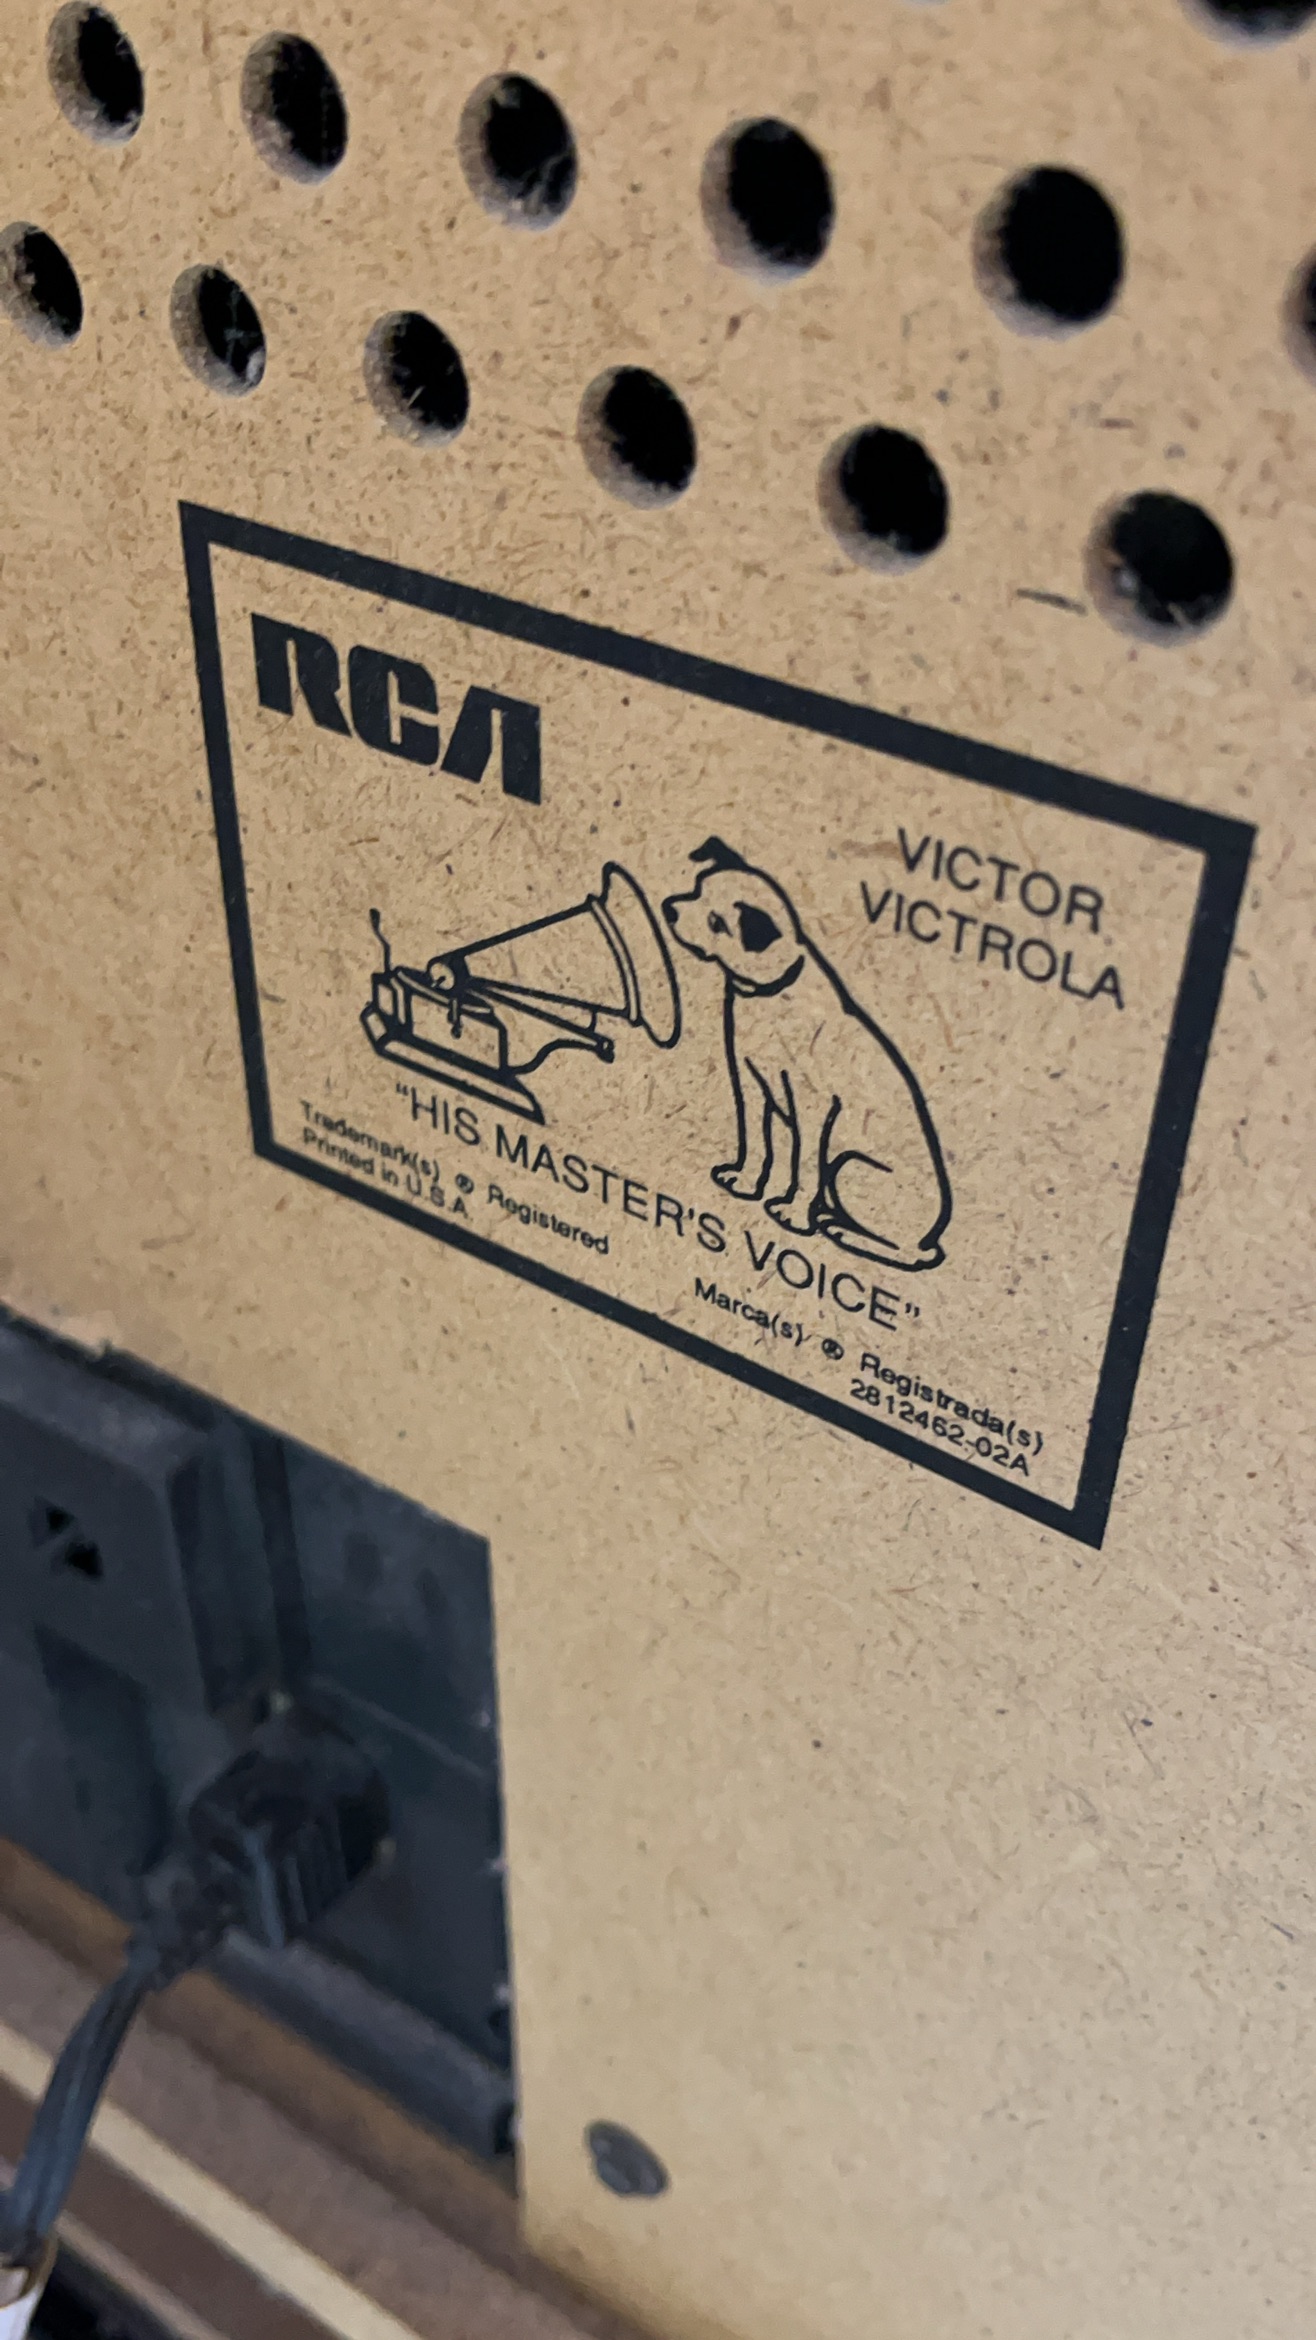 RCA
VICTOR
VICTROLA
"HIS MASTER'S VOICE"
Trademark(s) ® Registered
Printed in U.S.A.
Marca(s) ® Registrada(s)
2812462-02A